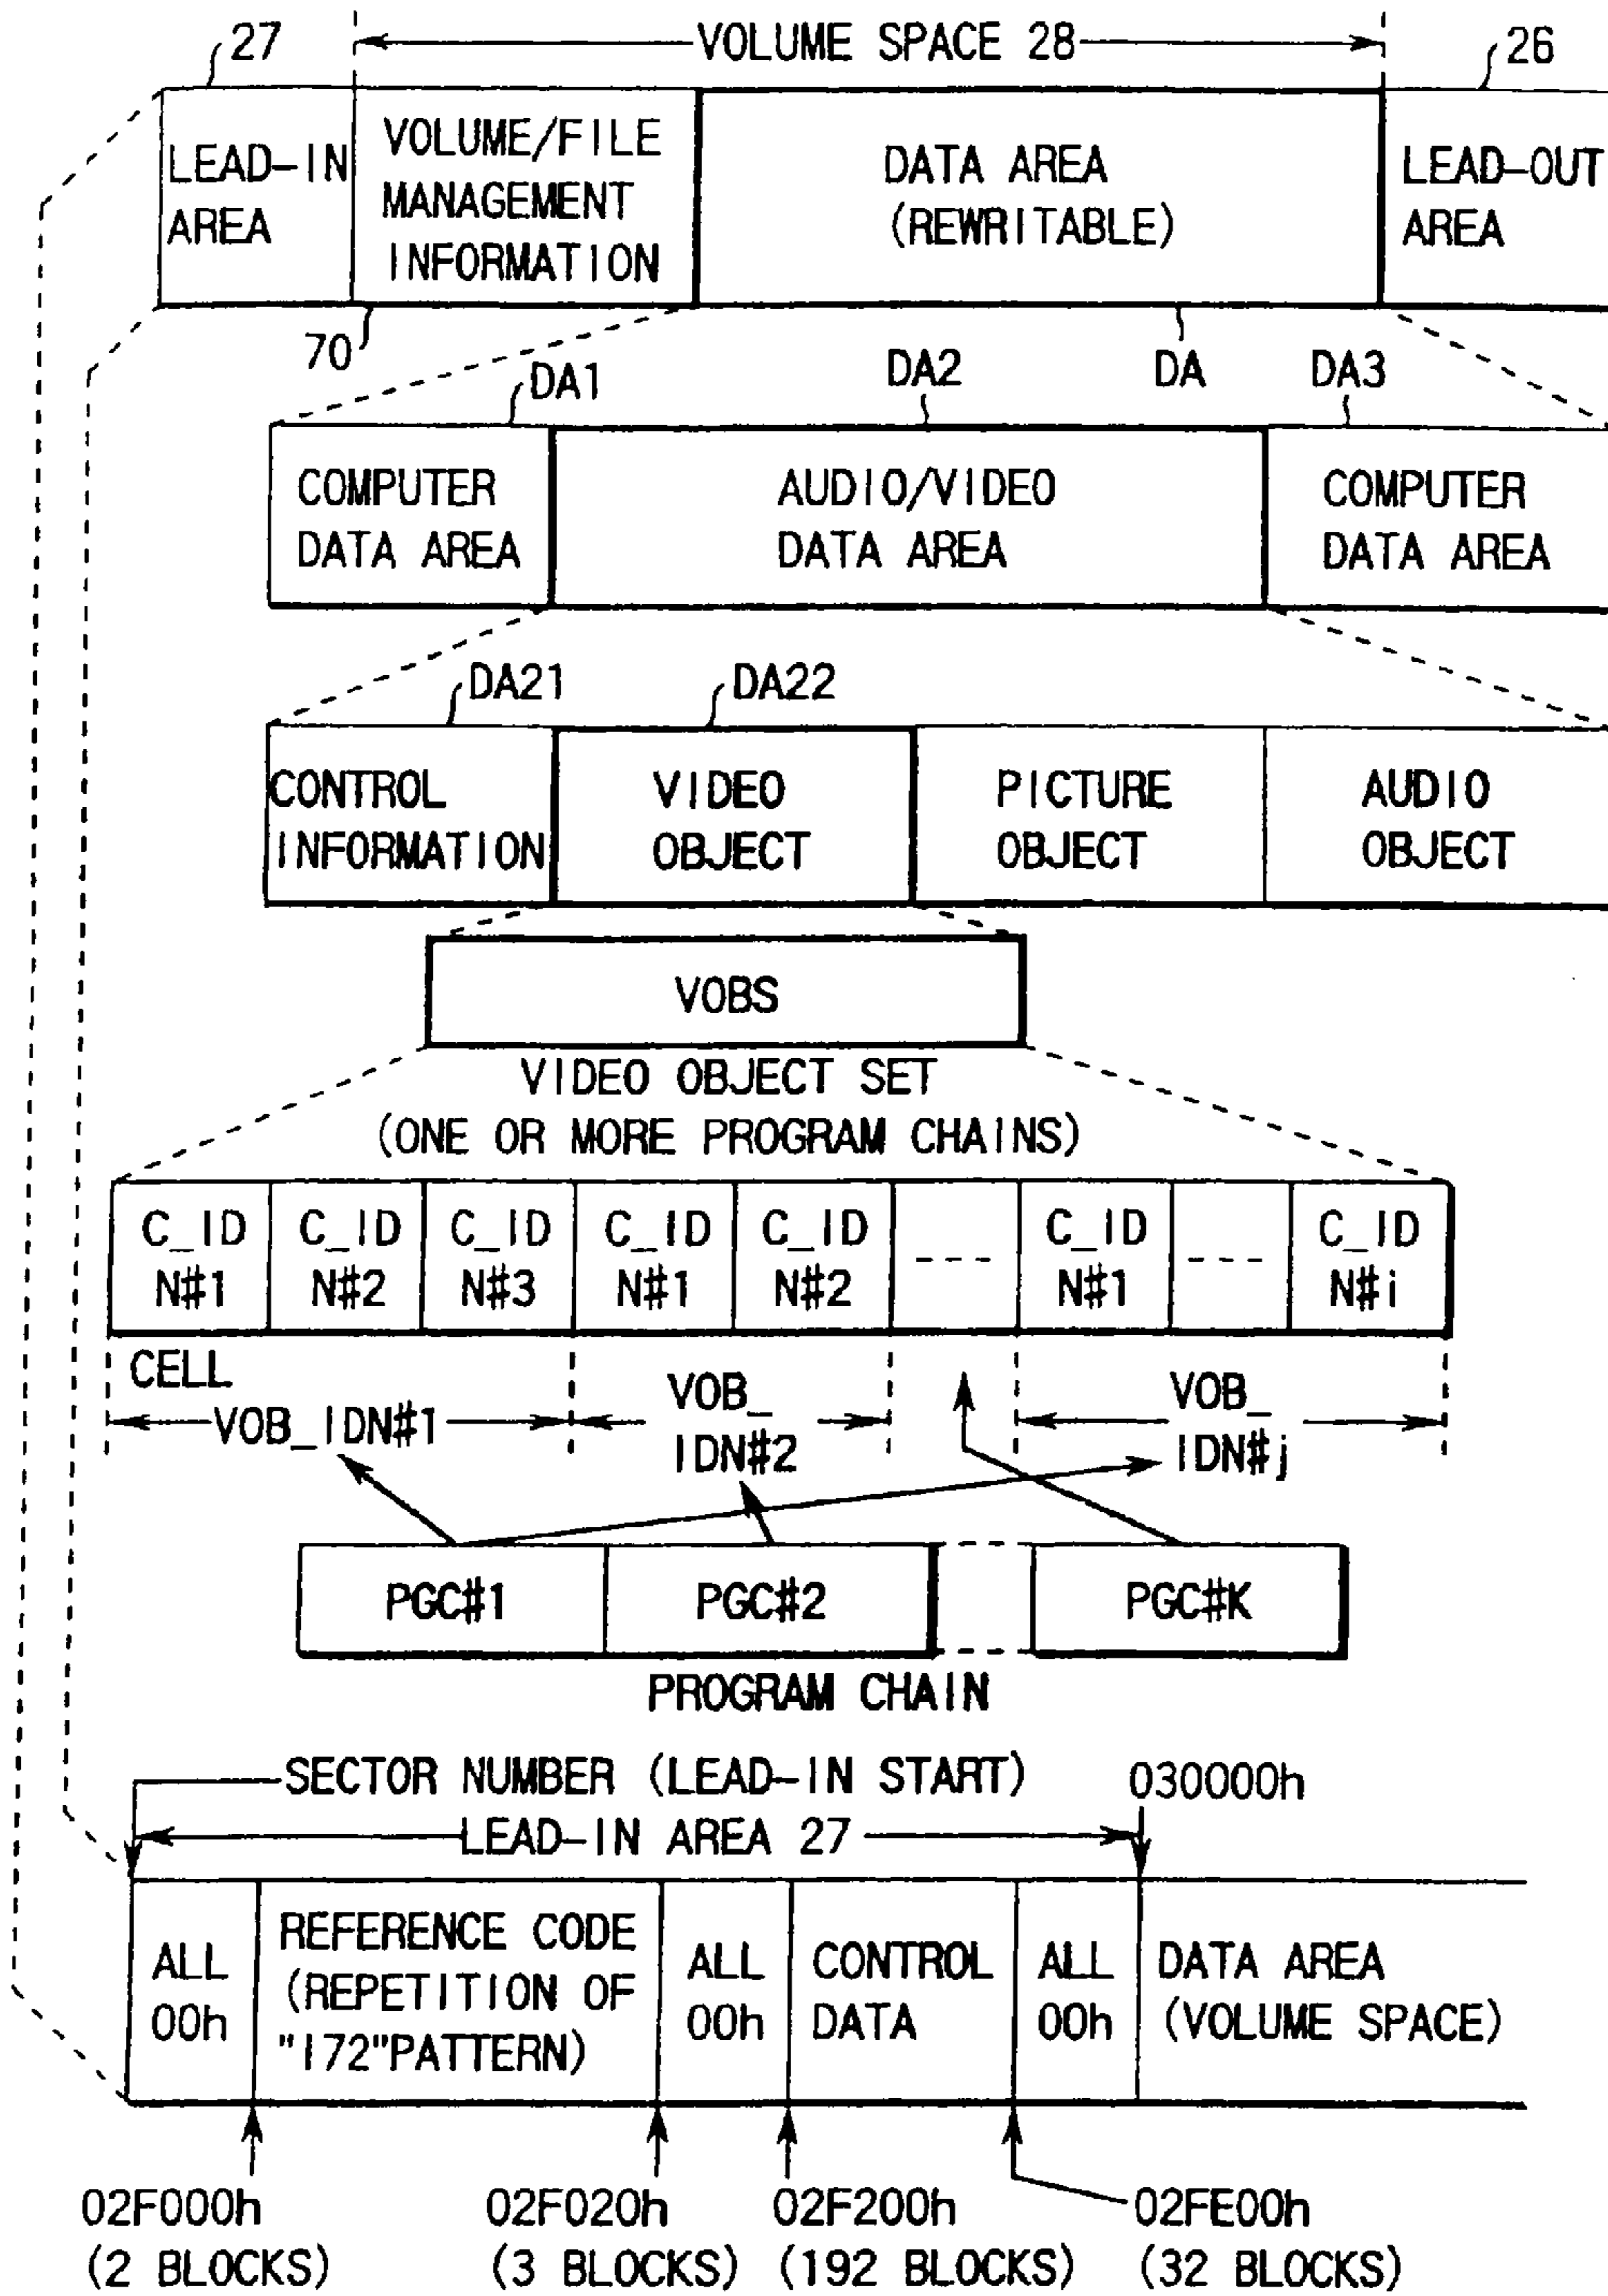 27
VOLUME SPACE 28
26
LEAD-IN
AREA
VOLUME/FILE
MANAGEMENT
INFORMATION
DATA AREA
(REWRITABLE)
LEAD-OUT
AREA
70
DA1
DA2
DA
DA3
COMPUTER
DATA AREA
AUDIO/VIDEO
DATA AREA
COMPUTER
DATA AREA
DA21
DA22
CONTROL
INFORMATION
VIDEO
OBJECT
PICTURE
OBJECT
AUDIO
OBJECT
VOBS
VIDEO OBJECT SET
(ONE OR MORE PROGRAM CHAINS)
C_ID
N#1
C_ID
N#2
C_ID
N#3
C_ID
N#1
C_ID
N#2
----
C_ID
N#1
----
C_ID
N#i
CELL
VOB_IDN#1
VOB_
IDN#2
VOB_
IDN#j
PGC#1
PGC#2
PGC#K
PROGRAM CHAIN
SECTOR NUMBER (LEAD-IN START)
030000h
LEAD-IN AREA 27
ALL
00h
REFERENCE CODE
(REPETITION OF
"172"PATTERN)
ALL
00h
CONTROL
DATA
ALL
00h
DATA AREA
(VOLUME SPACE)
02F000h
(2 BLOCKS)
02F020h
(3 BLOCKS)
02F200h
(192 BLOCKS)
02FE00h
(32 BLOCKS)